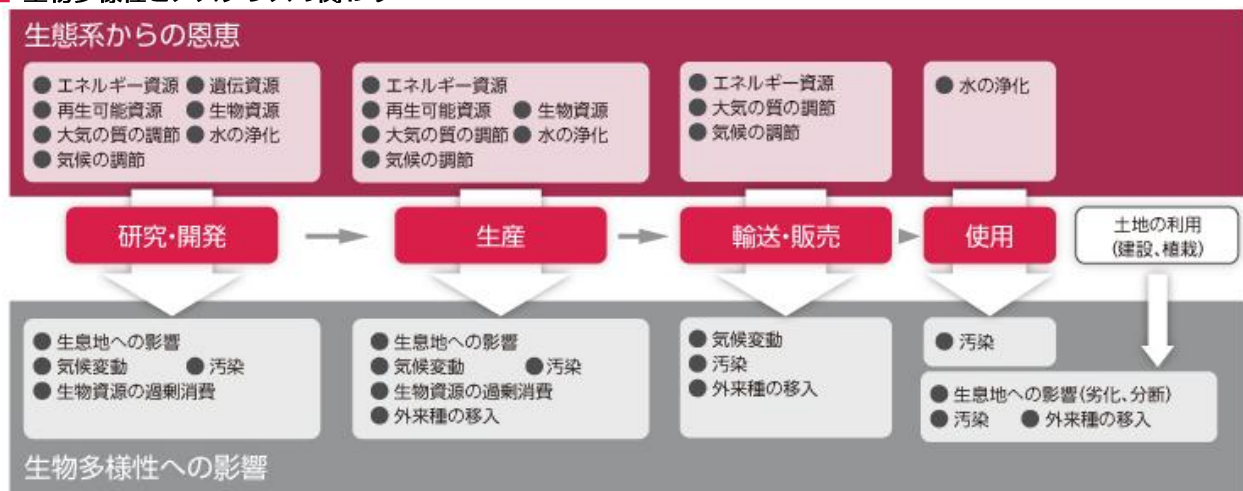 生態系からの恩恵
● エネルギー資源 ● 遺伝資源
● 再生可能資源 ● 生物資源
● 大気の質の調節 ● 水の浄化
● 気候の調節
● エネルギー資源
● 再生可能資源 ● 生物資源
● 大気の質の調節 ● 水の浄化
● 気候の調節
● エネルギー資源
● 大気の質の調節
● 気候の調節
● 水の浄化
研究・開発
生産
輸送・販売
使用
土地の利用
(建設、植栽)
● 生息地への影響
● 気候変動 ● 汚染
● 生物資源の過剰消費
● 生息地への影響
● 気候変動 ● 汚染
● 生物資源の過剰消費
● 外来種の移入
● 気候変動
● 汚染
● 外来種の移入
● 汚染
● 生息地への影響(劣化、分断)
● 汚染 ● 外来種の移入
生物多様性への影響